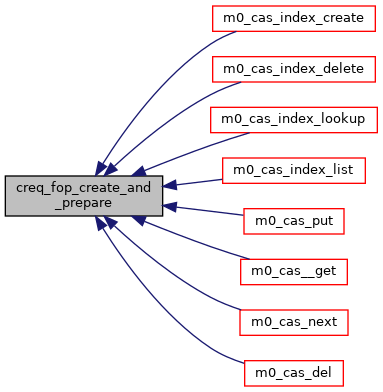 m0_cas_index_create
m0_cas_index_delete
m0_cas_index_lookup
m0_cas_index_list
creq_fop_create_and
_prepare
m0_cas_put
m0_cas__get
m0_cas_next
m0_cas_del